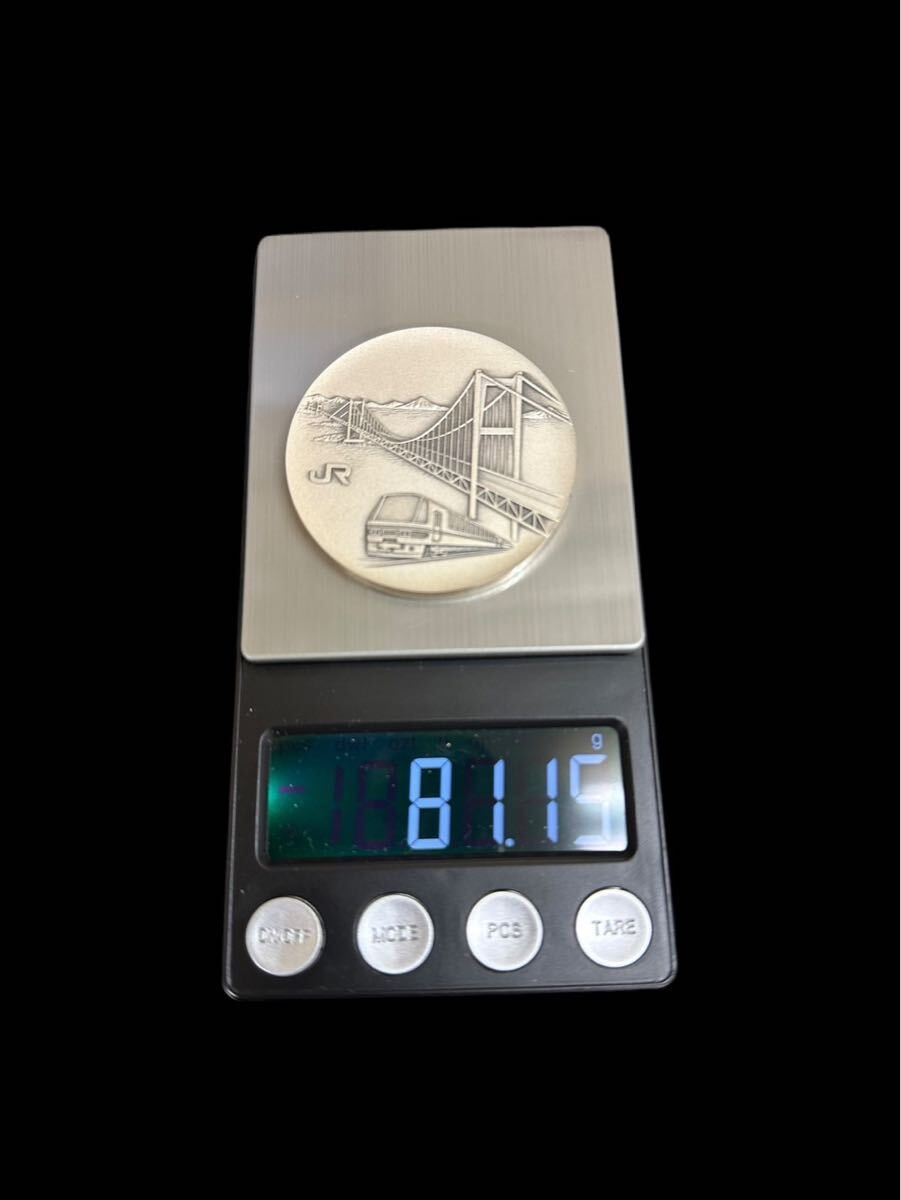 JR
g
81.15
ON/OFF MODE PCS TARE